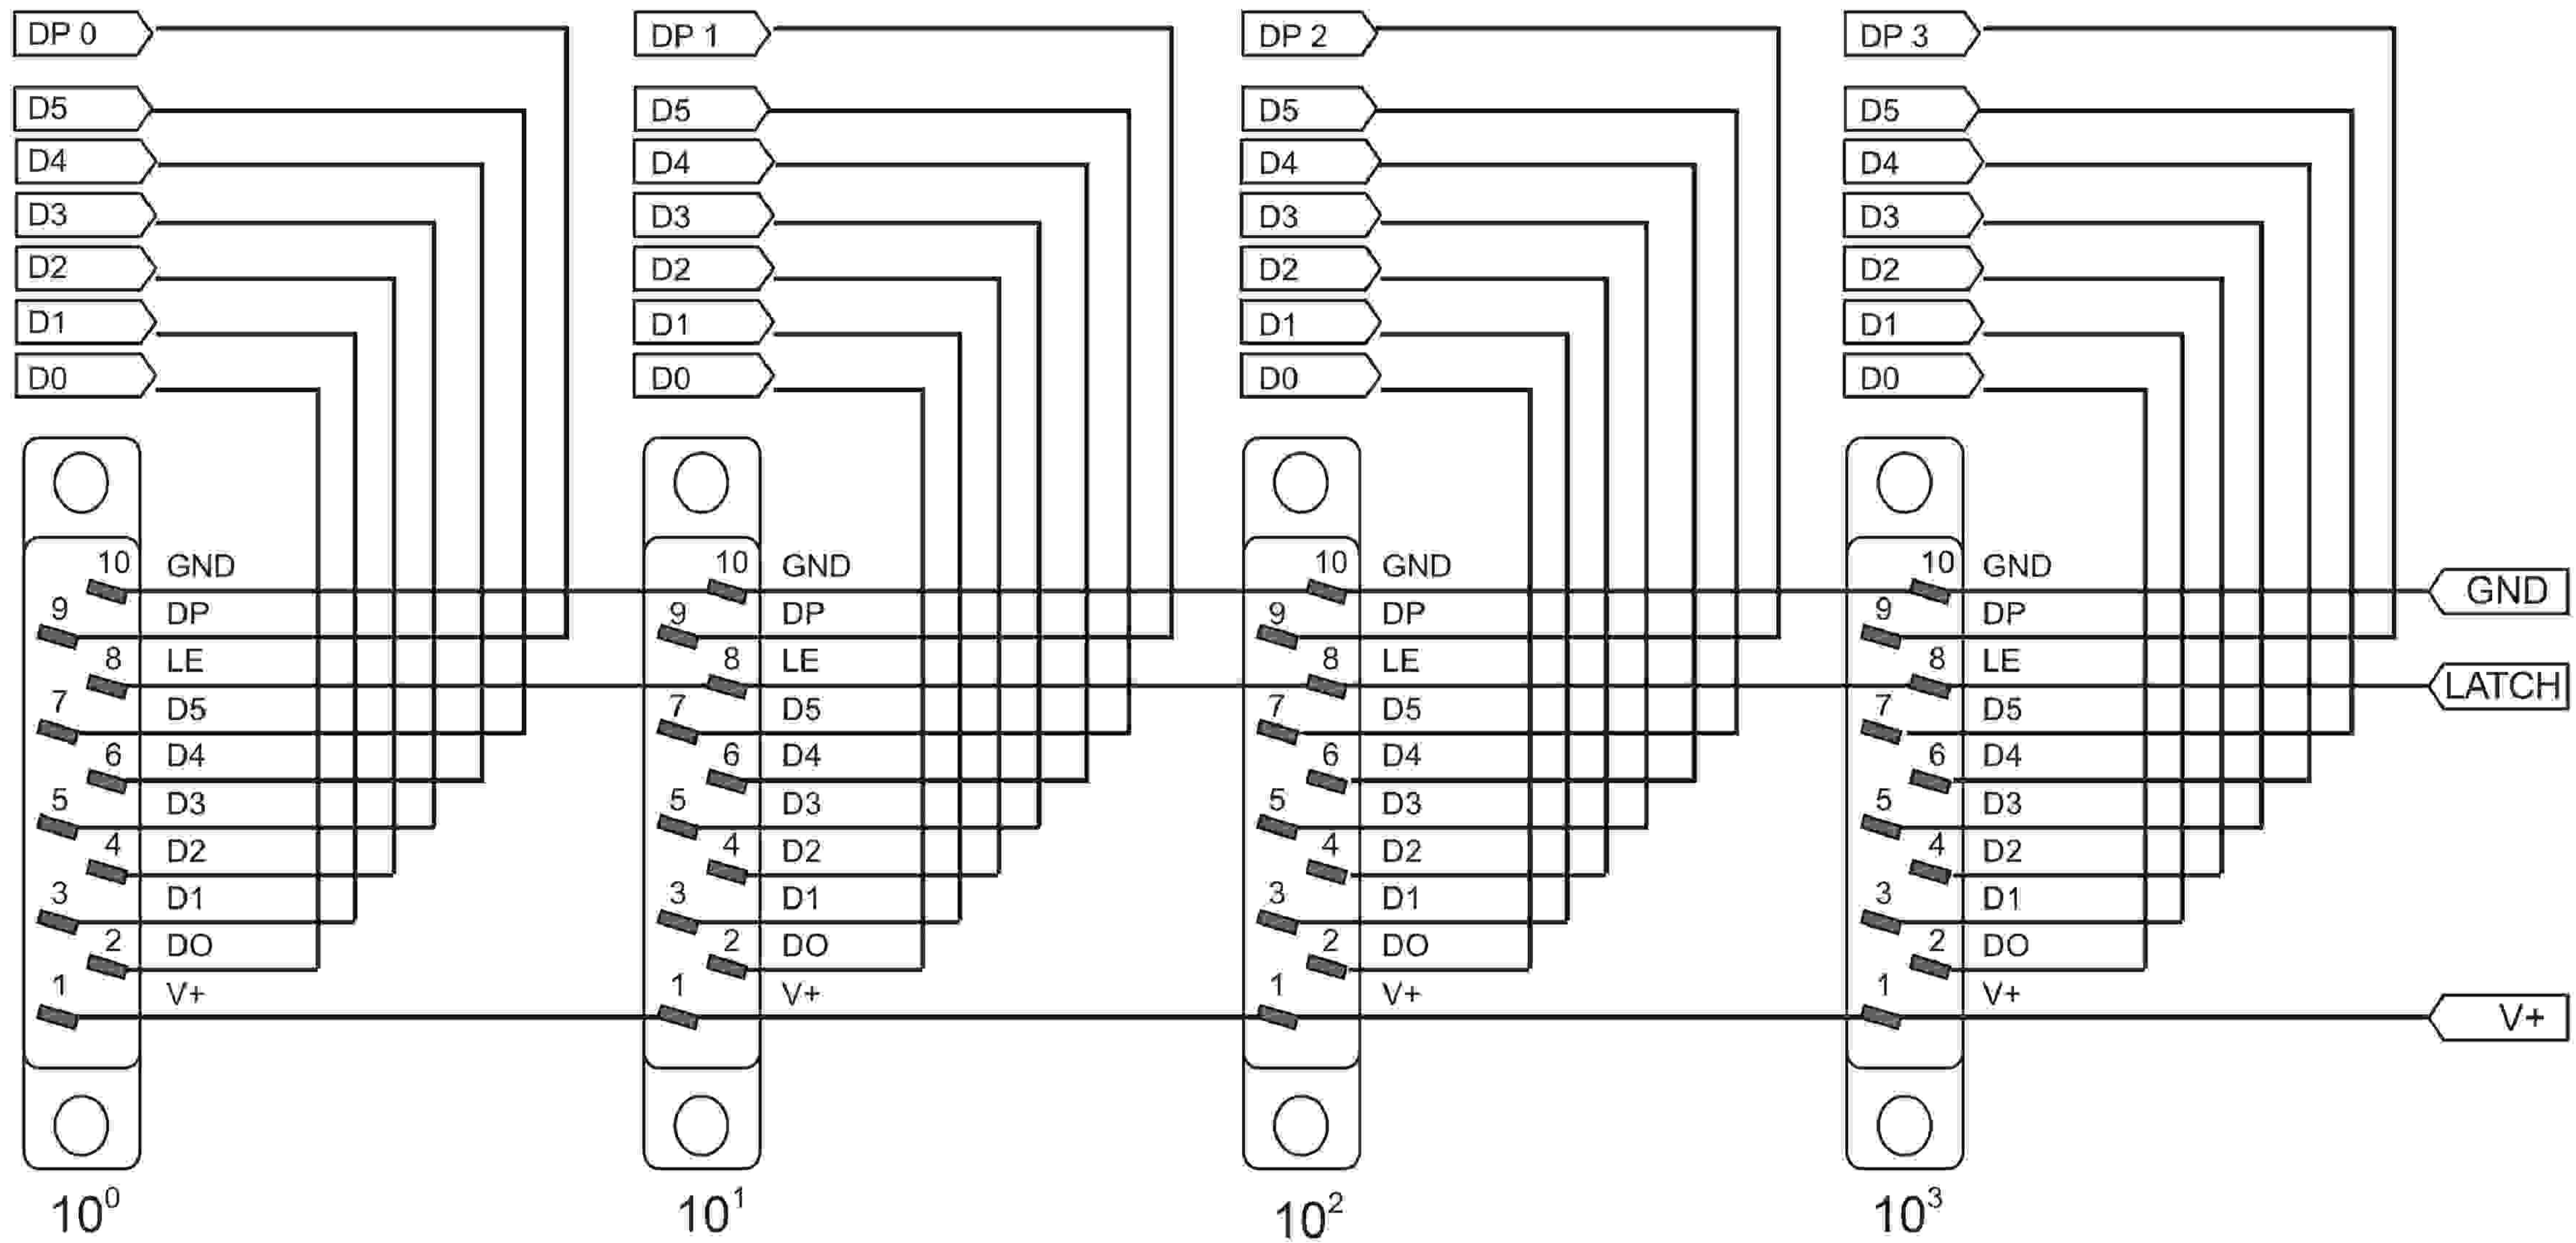 DP 0 DP 1 DP 2 DP 3
D5 D5 D5 D5
D4 D4 D4 D4
D3 D3 D3 D3
D2 D2 D2 D2
D1 D1 D1 D1
D0 D0 D0 D0
10 GND 10 GND 10 GND 10 GND GND
9 DP 9 DP 9 DP 9 DP
8 LE 8 LE 8 LE 8 LE LATCH
7 D5 7 D5 7 D5 7 D5
6 D4 6 D4 6 D4 6 D4
5 D3 5 D3 5 D3 5 D3
4 D2 4 D2 4 D2 4 D2
3 D1 3 D1 3 D1 3 D1
2 DO 2 DO 2 DO 2 DO
1 V+ 1 V+ 1 V+ 1 V+ V+
10⁰ 10¹ 10² 10³